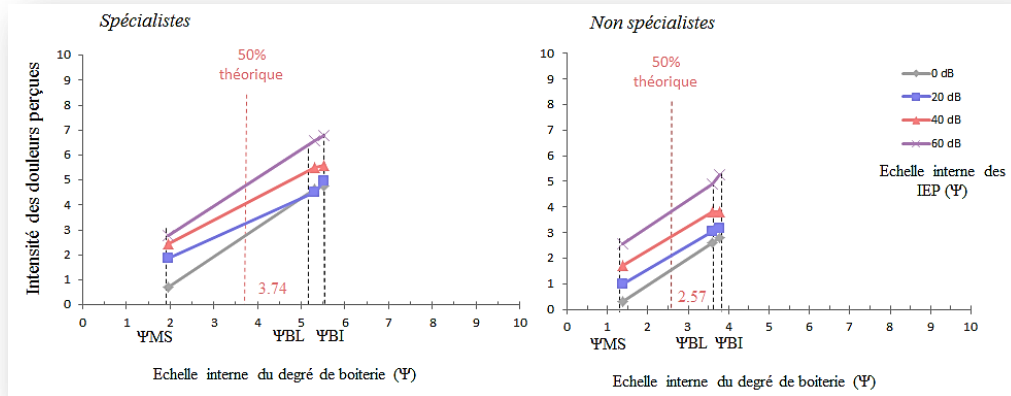 Spécialistes
50%
théorique
Intensité des douleurs perçues
10
9
8
7
6
5
4
3
2
1
0
3.74
0 1 2 3 4 5 6 7 8 9 10
ΨMS ΨBL ΨBI
Echelle interne du degré de boiterie (Ψ)
Non spécialistes
50%
théorique
10
9
8
7
6
5
4
3
2
1
0
2.57
0 1 2 3 4 5 6 7 8 9 10
ΨMS ΨBL ΨBI
Echelle interne du degré de boiterie (Ψ)
0 dB
20 dB
40 dB
60 dB
Echelle interne des
IEP (Ψ)